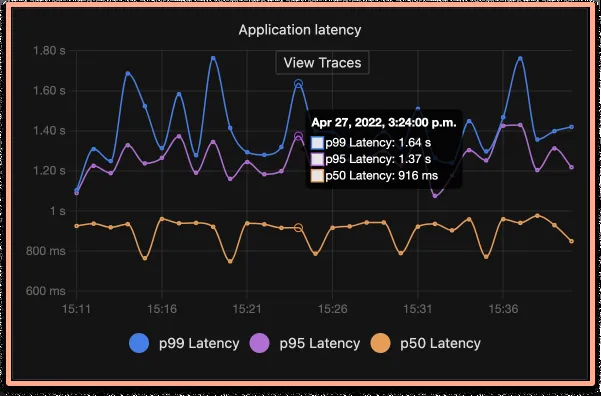 Application latency
View Traces
1.80 s
1.60 s
1.40 s
1.20 s
1 s
800 ms
600 ms
Apr 27, 2022, 3:24:00 p.m.
p99 Latency: 1.64 s
p95 Latency: 1.37 s
p50 Latency: 916 ms
15:11 15:16 15:21 15:26 15:31 15:36
p99 Latency p95 Latency p50 Latency